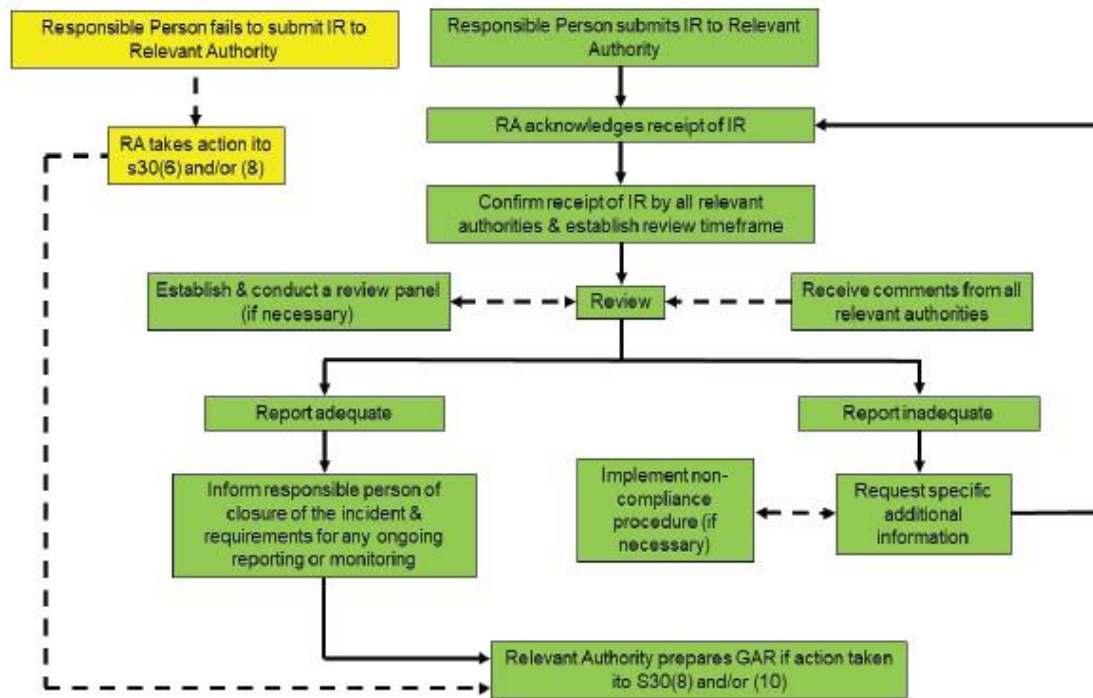 Responsible Person fails to submit IR to
Relevant Authority
Responsible Person submits IR to Relevant
Authority
RA takes action ito
s30(6) and/or (8)
RA acknowledges receipt of IR
Confirm receipt of IR by all relevant
authorities & establish review timeframe
Establish & conduct a review panel
(if necessary)
Review
Receive comments from all
relevant authorities
Report adequate
Report inadequate
Inform responsible person of
closure of the incident &
requirements for any ongoing
reporting or monitoring
Implement non-
compliance
procedure (if
necessary)
Request specific
additional
information
Relevant Authority prepares GAR if action taken
ito S30(8) and/or (10)